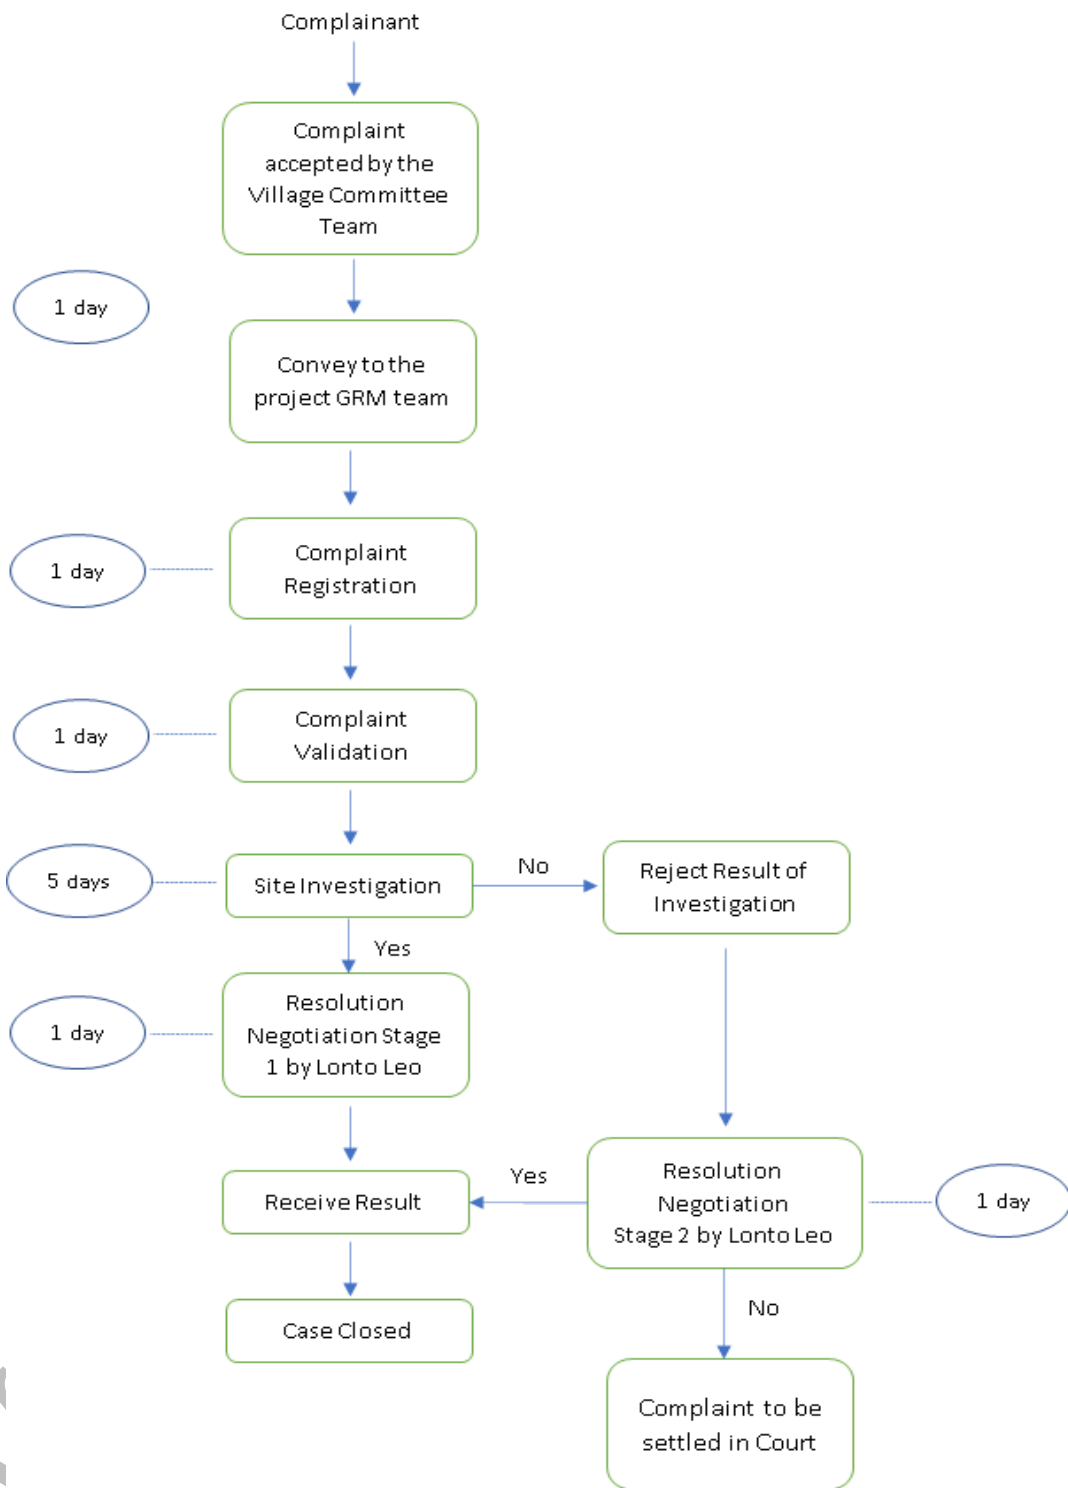 Complainant
Complaint
accepted by the
Village Committee
Team
1 day
Convey to the
project GRM team
1 day
Complaint
Registration
1 day
Complaint
Validation
5 days
Site Investigation
No
Reject Result of
Investigation
Yes
1 day
Resolution
Negotiation Stage
1 by Lonto Leo
Receive Result
Yes
Resolution
Negotiation
Stage 2 by Lonto Leo
1 day
Case Closed
No
Complaint to be
settled in Court